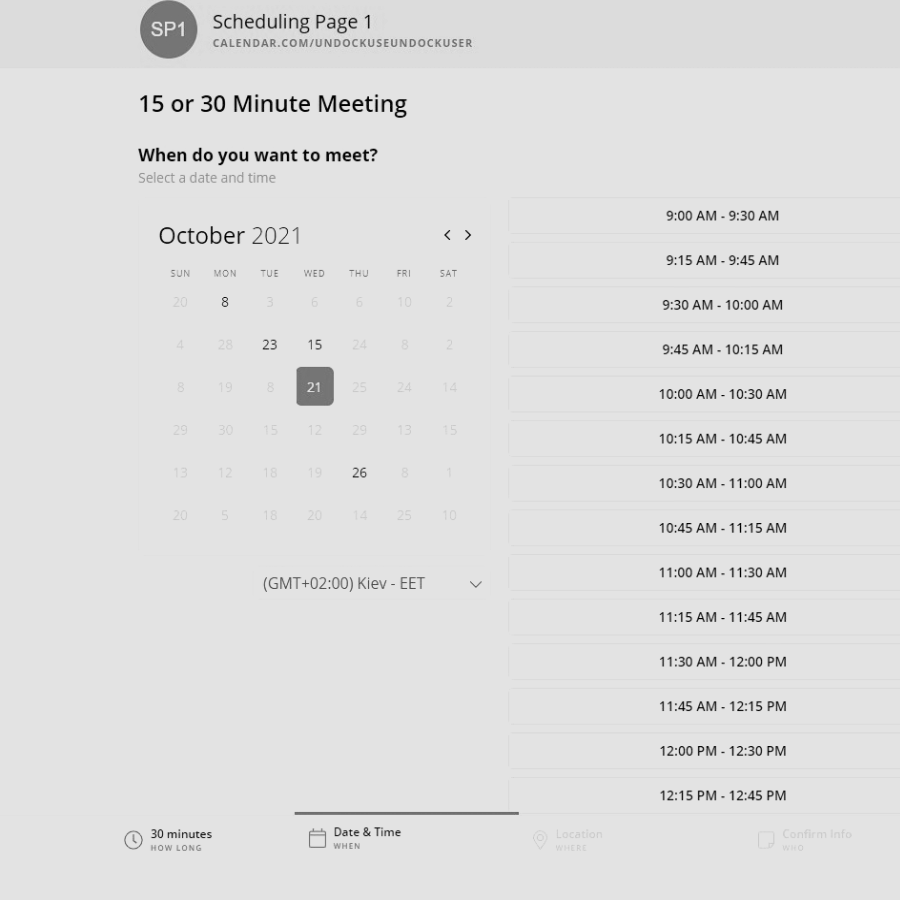 SP1
Scheduling Page 1
CALENDAR.COM/UNDOCKUSEUNDOCKUSER
15 or 30 Minute Meeting
When do you want to meet?
Select a date and time
October 2021
SUN MON TUE WED THU FRI SAT
20 8 3 6 6 10 2
4 28 23 15 24 8 2
8 19 8 21 25 24 14
29 30 15 12 29 13 15
13 12 18 19 26 8 1
20 5 18 20 14 25 10
(GMT+02:00) Kiev - EET
9:00 AM - 9:30 AM
9:15 AM - 9:45 AM
9:30 AM - 10:00 AM
9:45 AM - 10:15 AM
10:00 AM - 10:30 AM
10:15 AM - 10:45 AM
10:30 AM - 11:00 AM
10:45 AM - 11:15 AM
11:00 AM - 11:30 AM
11:15 AM - 11:45 AM
11:30 AM - 12:00 PM
11:45 AM - 12:15 PM
12:00 PM - 12:30 PM
12:15 PM - 12:45 PM
30 minutes
HOW LONG
Date & Time
WHEN
Location
WHERE
Confirm Info
WHO